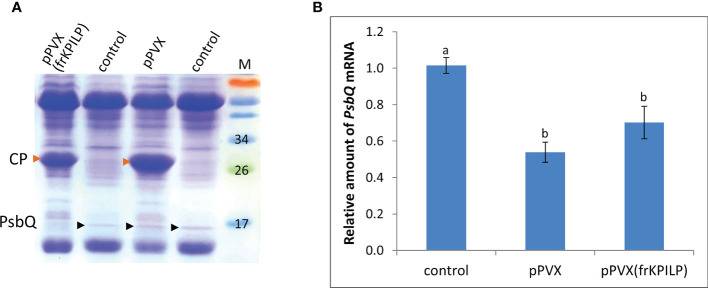 A
pPVX
(frKPILP)
control
pPVX
control
M
CP
PsbQ
34
26
17
B
Relative amount of PsbQ mRNA
1.2
1.0
0.8
0.6
0.4
0.2
0.0
a
b
b
control
pPVX
pPVX(frKPILP)